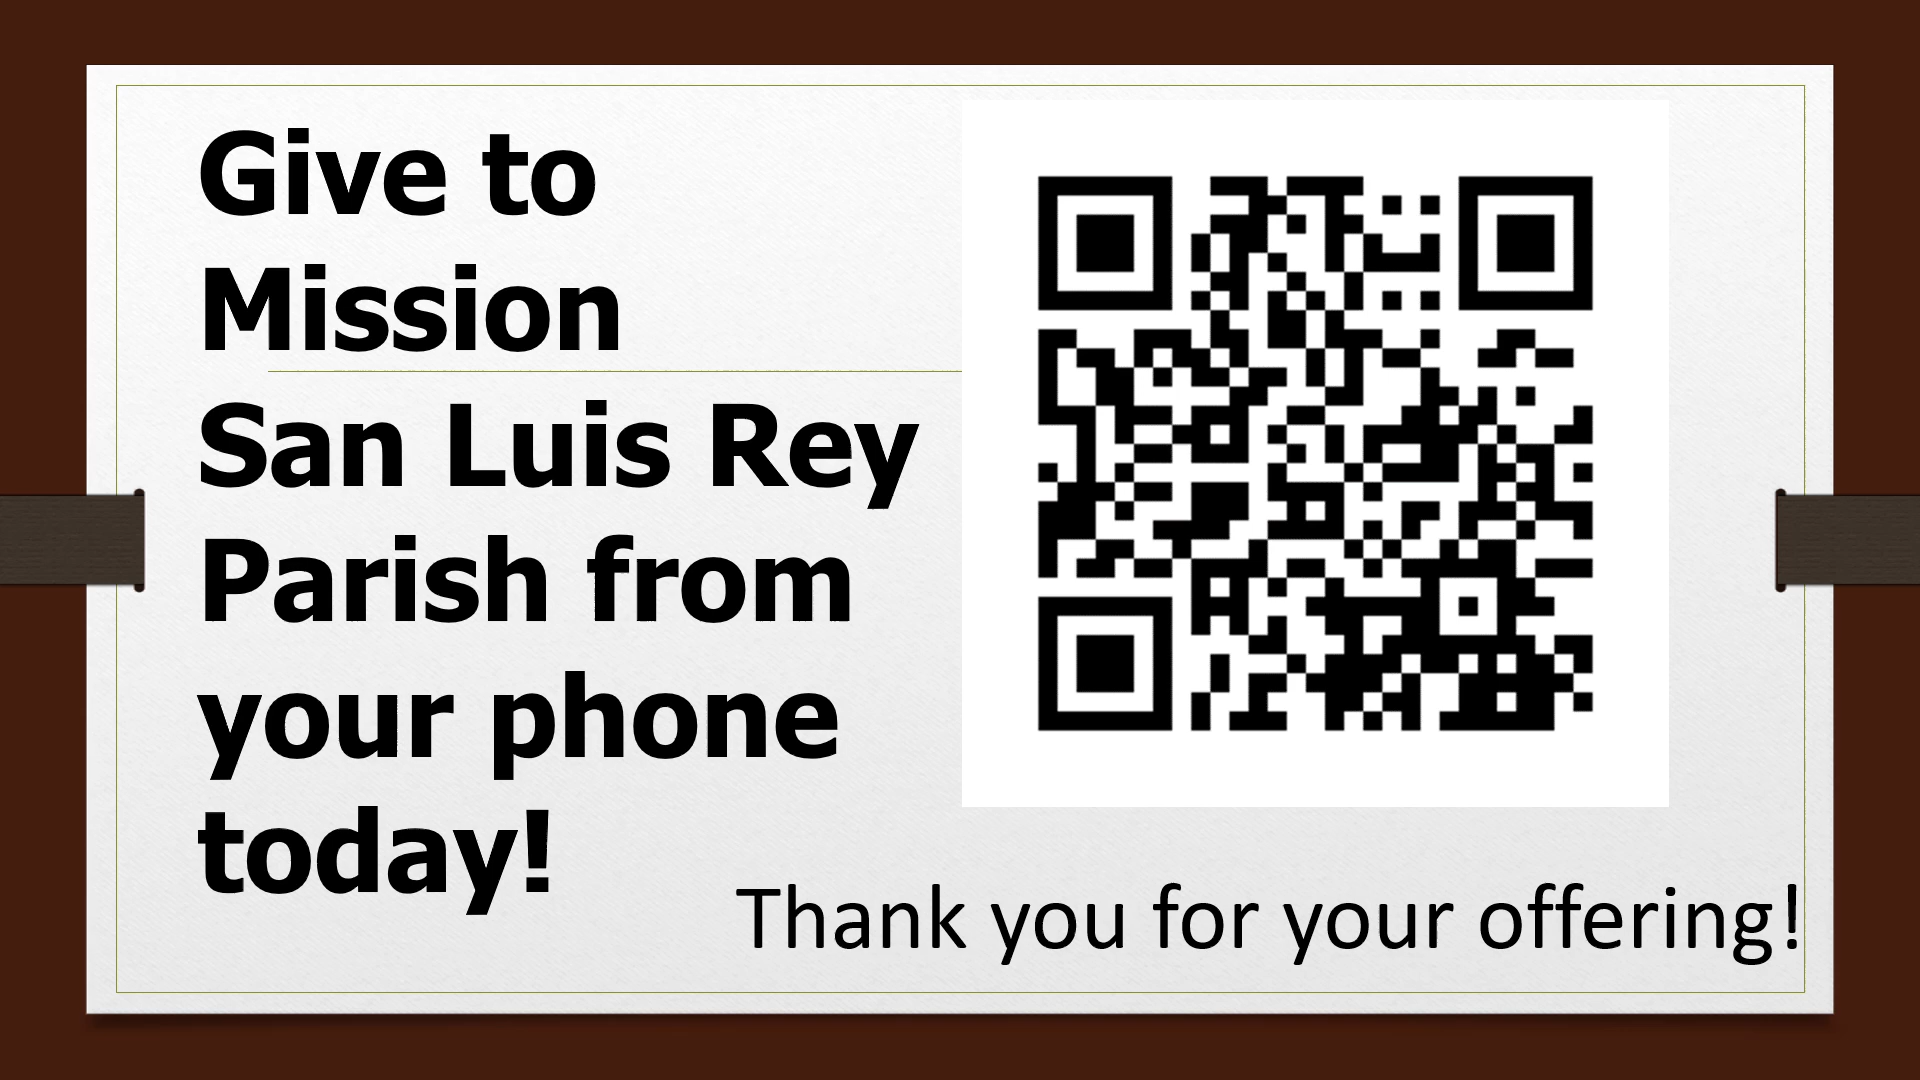 Give to
Mission
San Luis Rey
Parish from
your phone
today!
Thank you for your offering!